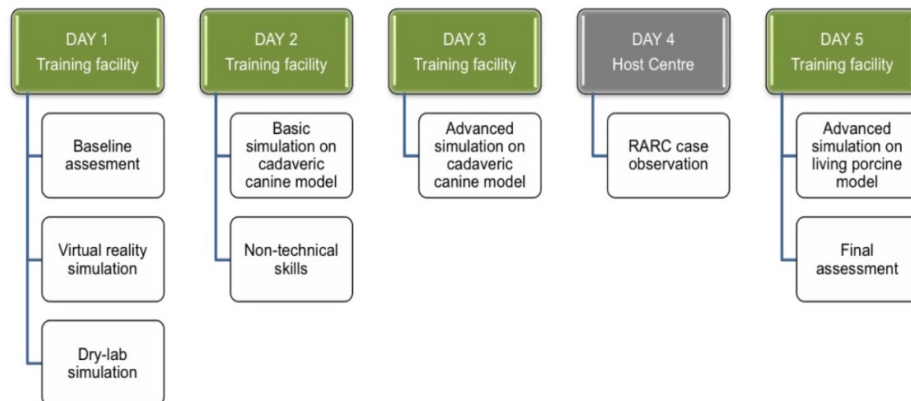 DAY 1
Training facility
Baseline
assesment
Virtual reality
simulation
Dry-lab
simulation
DAY 2
Training facility
Basic
simulation on
cadaveric
canine model
Non-technical
skills
DAY 3
Training facility
Advanced
simulation on
cadaveric
canine model
DAY 4
Host Centre
RARC case
observation
DAY 5
Training facility
Advanced
simulation on
living porcine
model
Final
assessment